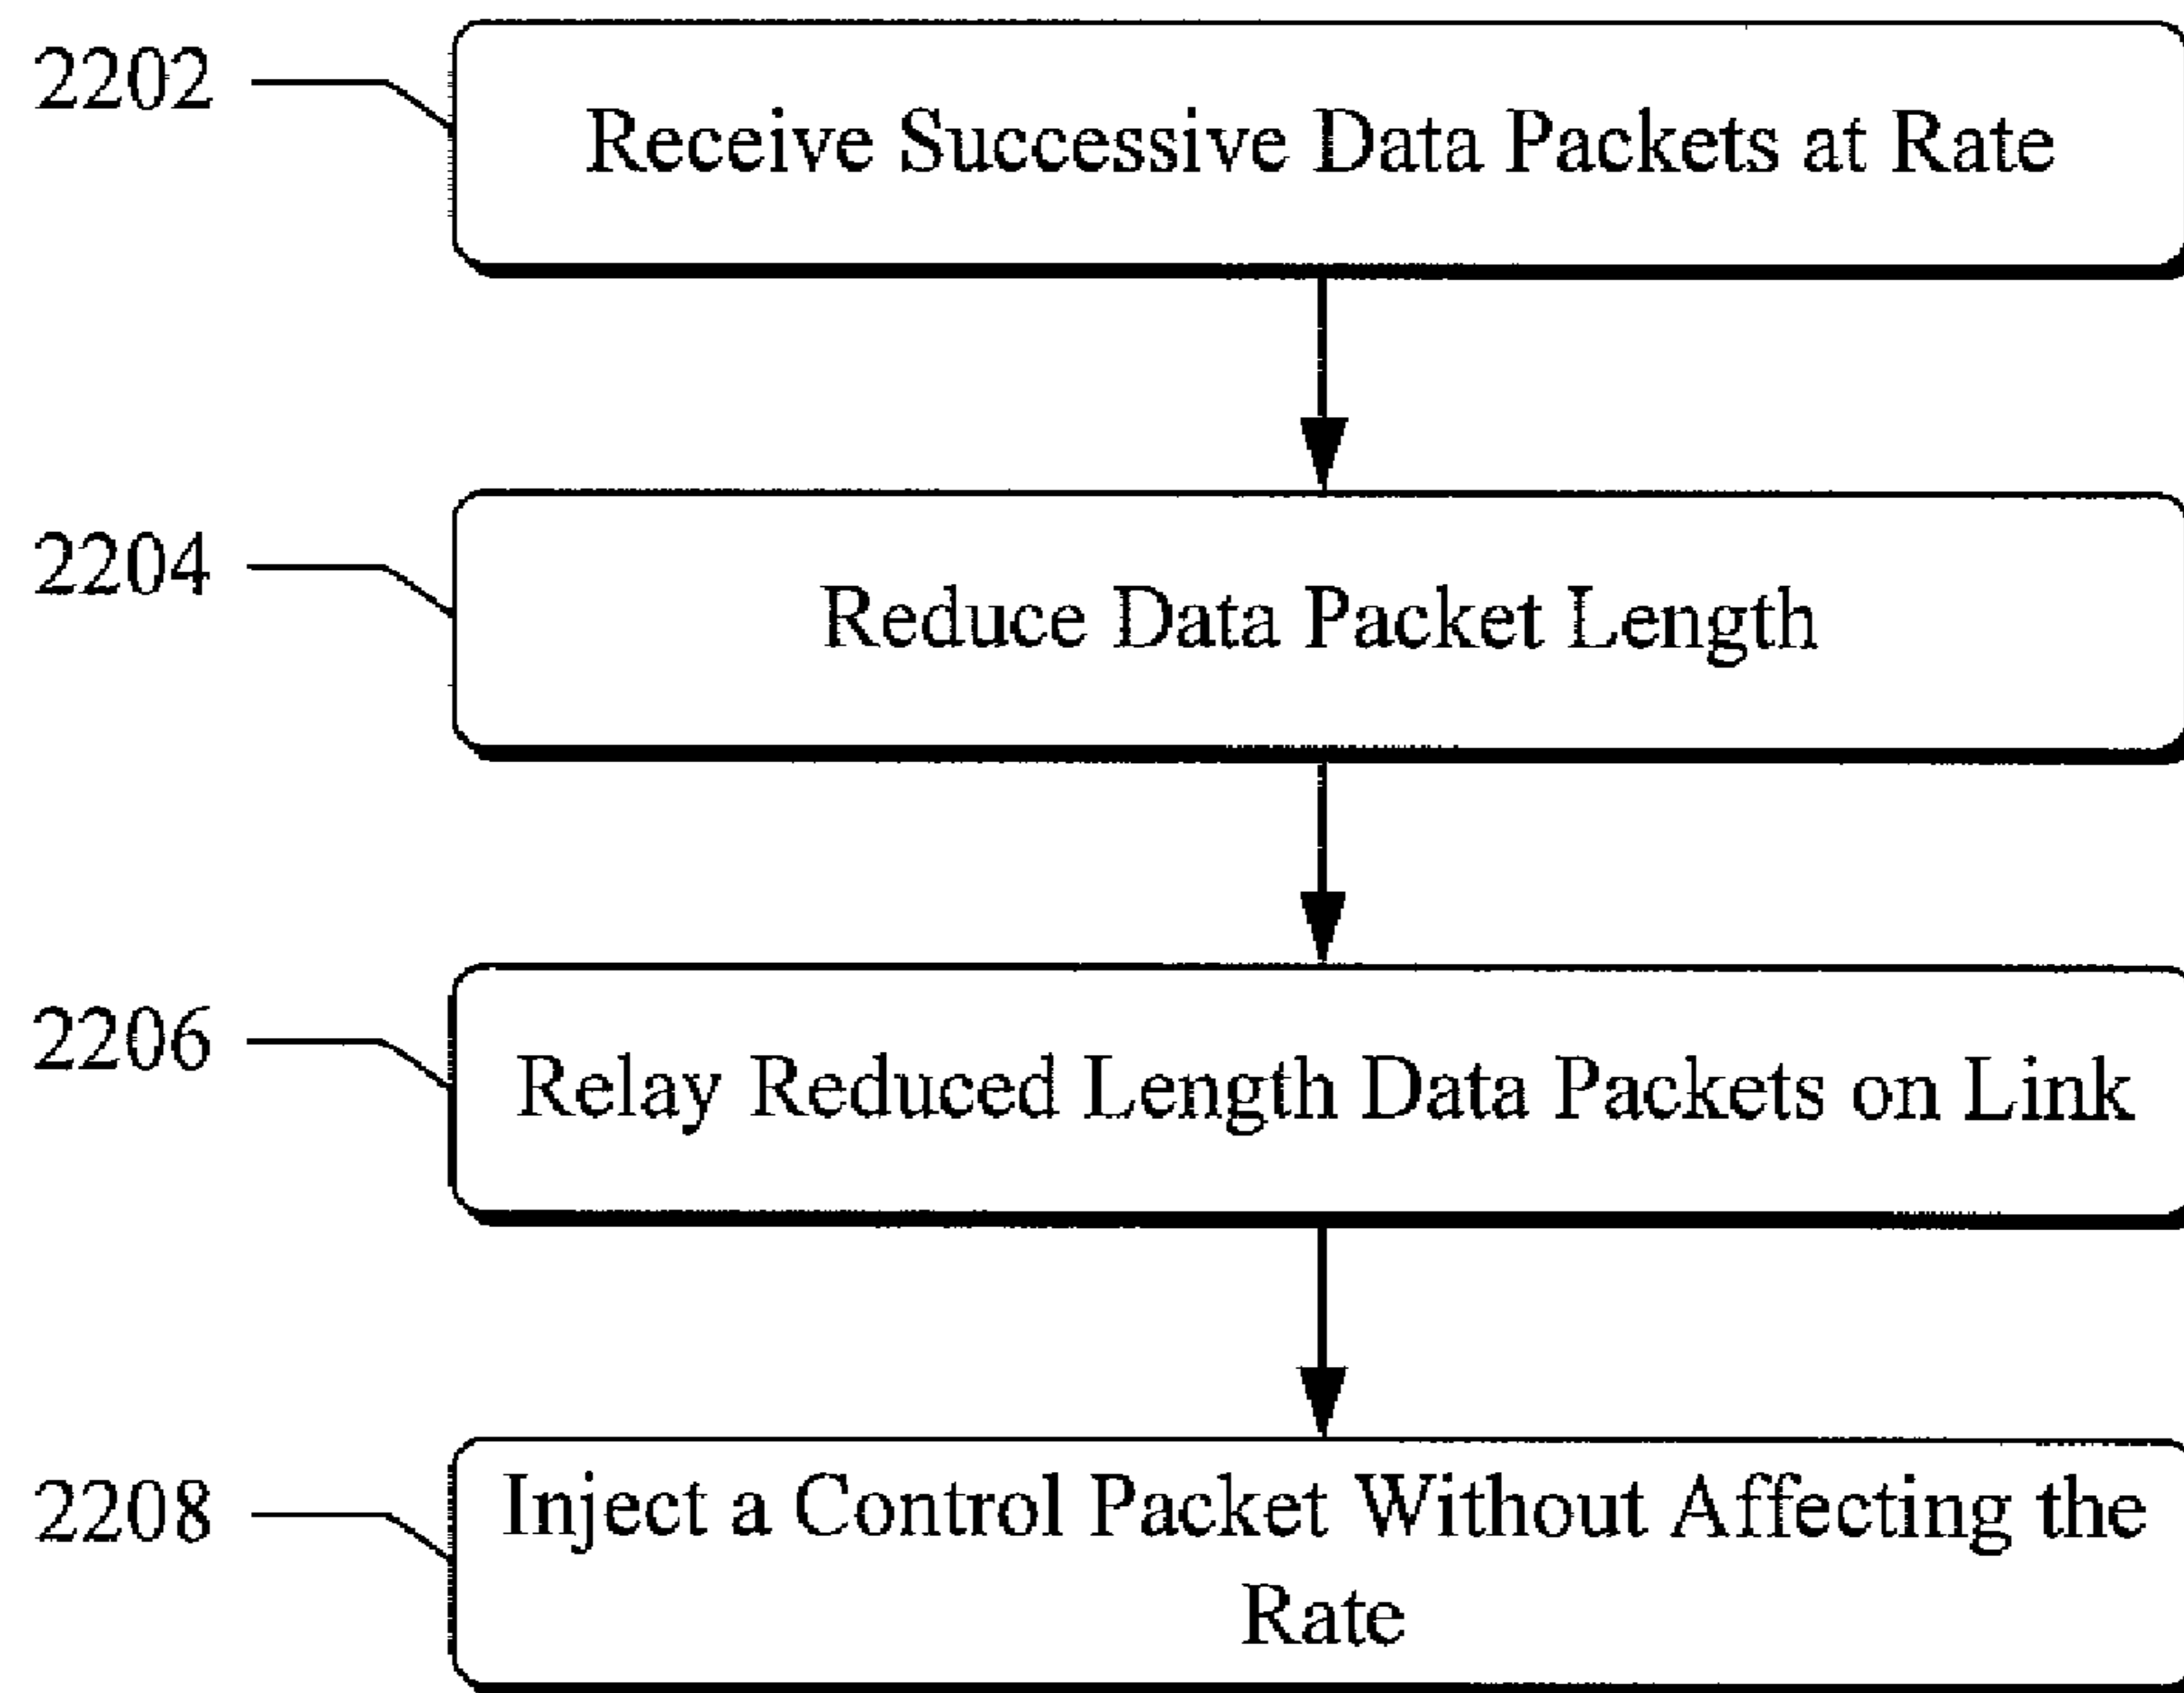 2202
Receive Successive Data Packets at Rate
2204
Reduce Data Packet Length
2206
Relay Reduced Length Data Packets on Link
2208
Inject a Control Packet Without Affecting the
Rate